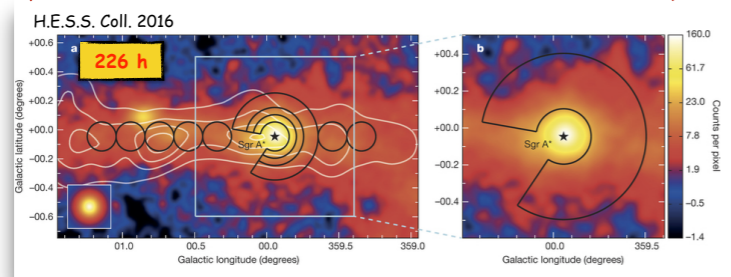 H.E.S.S. Coll. 2016
a
226 h
+00.6
+00.4
+00.2
+00.0
−00.2
−00.4
−00.6
Galactic latitude (degrees)
Sgr A*
01.0 00.5 00.0 359.5 359.0
Galactic longitude (degrees)
b
+00.4
+00.2
+00.0
−00.2
−00.4
Sgr A*
00.0 359.5
Galactic longitude (degrees)
160.0
61.7
23.0
7.8
1.9
−0.5
−1.4
Counts per pixel